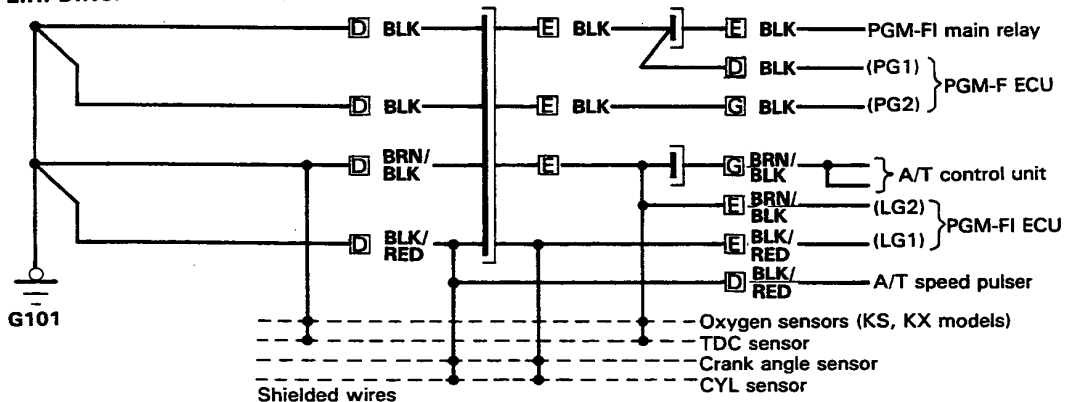 D BLK E BLK E BLK PGM-FI main relay
D BLK (PG1)
PGM-F ECU
D BLK E BLK G BLK (PG2)
D BRN/BLK E G BRN/BLK A/T control unit
E BRN/BLK (LG2)
PGM-FI ECU
D BLK/RED E BLK/RED (LG1)
D BLK/RED A/T speed pulser
G101
Oxygen sensors (KS, KX models)
TDC sensor
Crank angle sensor
CYL sensor
Shielded wires